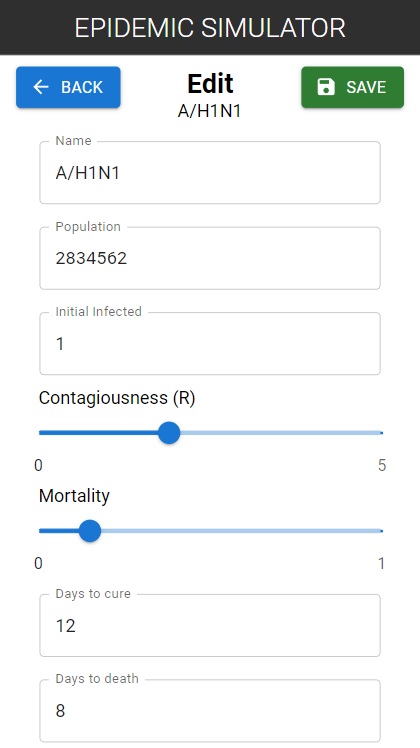 EPIDEMIC SIMULATOR
BACK
Edit
A/H1N1
SAVE
Name
A/H1N1
Population
2834562
Initial Infected
1
Contagiousness (R)
0 5
Mortality
0 1
Days to cure
12
Days to death
8